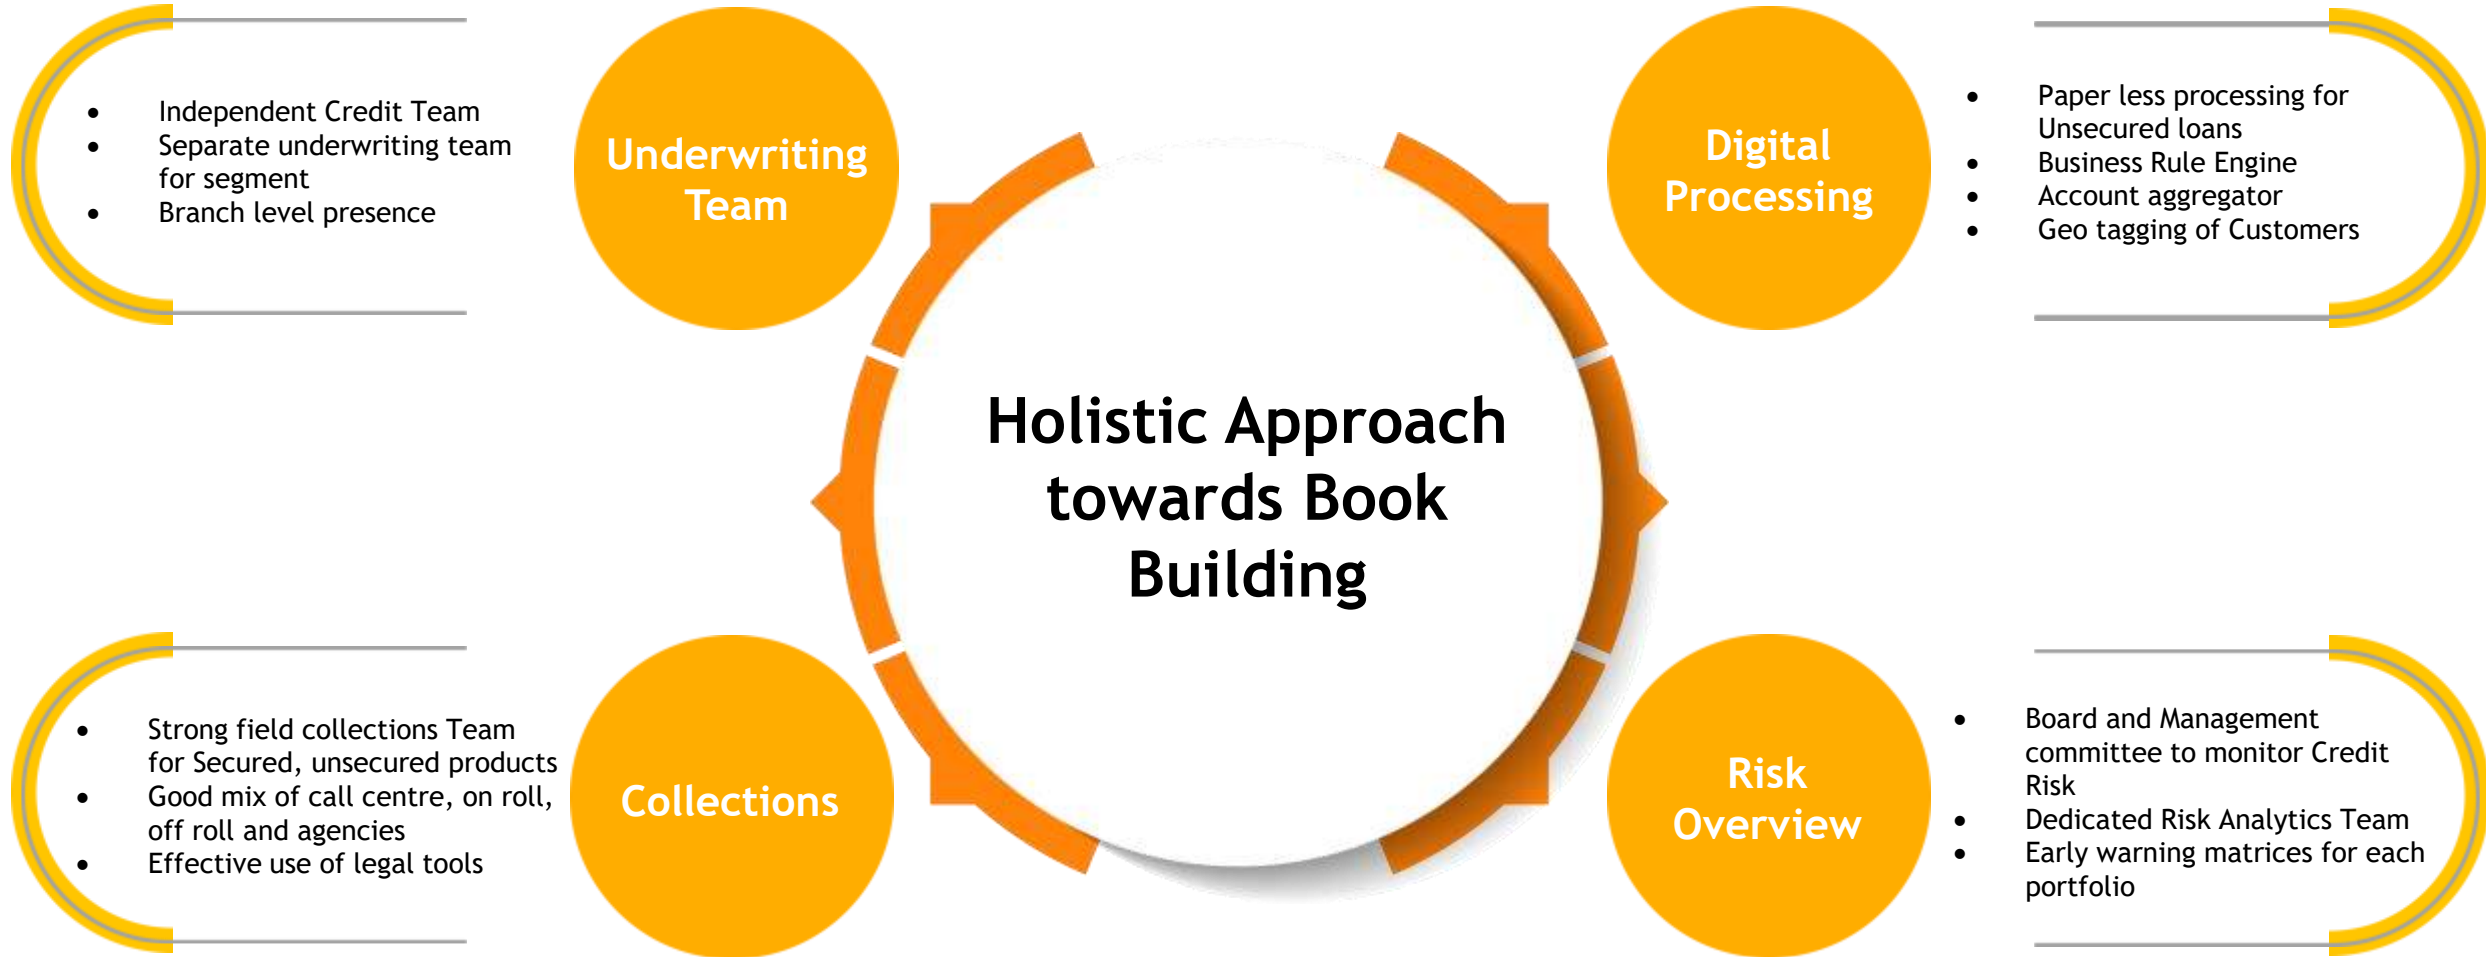 Independent Credit Team
Separate underwriting team
for segment
Branch level presence
Underwriting
Team
Digital
Processing
Paper less processing for
Unsecured loans
Business Rule Engine
Account aggregator
Geo tagging of Customers
Holistic Approach
towards Book
Building
Strong field collections Team
for Secured, unsecured products
Good mix of call centre, on roll,
off roll and agencies
Effective use of legal tools
Collections
Risk
Overview
Board and Management
committee to monitor Credit
Risk
Dedicated Risk Analytics Team
Early warning matrices for each
portfolio